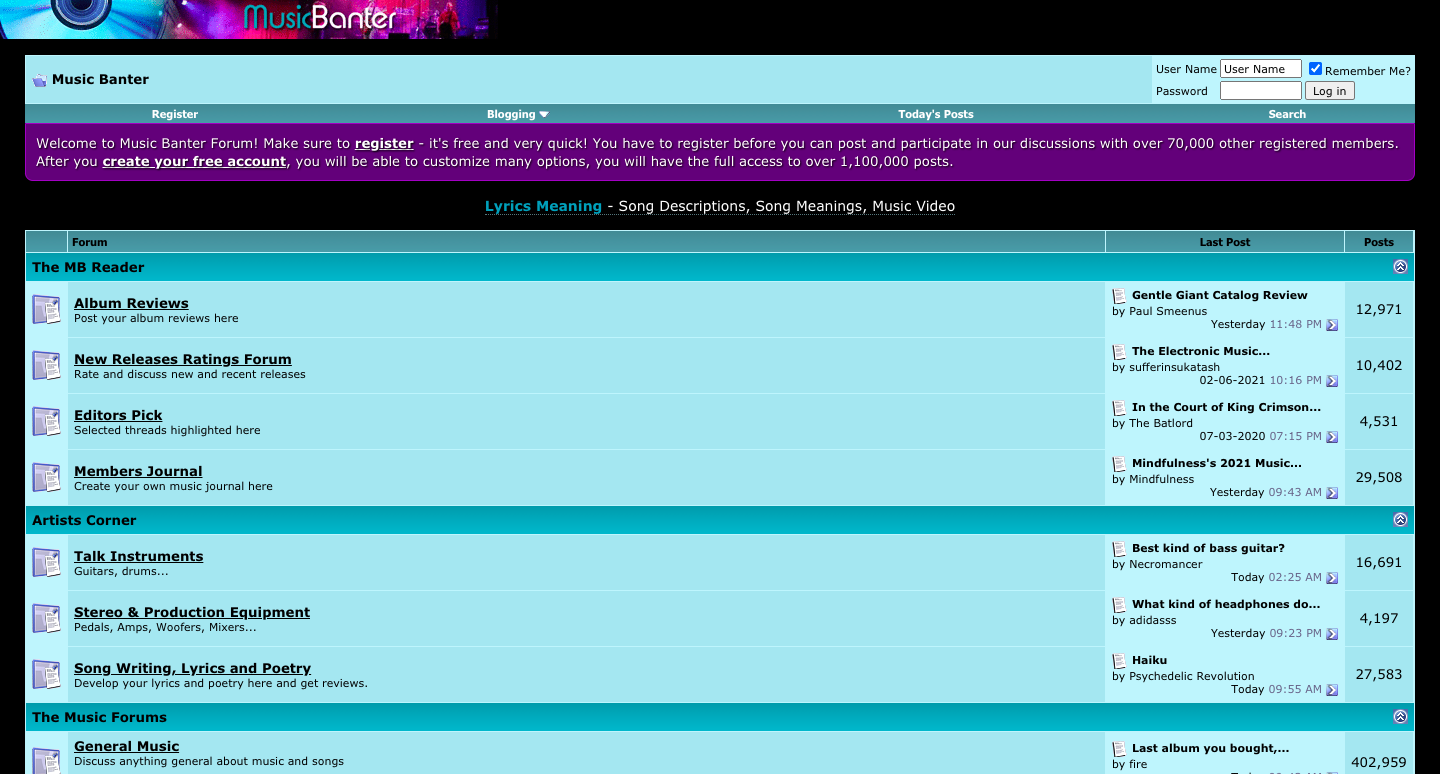 MusicBanter
Music Banter
User Name User Name Remember Me?
Password Log in
Register Blogging Today's Posts Search
Welcome to Music Banter Forum! Make sure to register - it's free and very quick! You have to register before you can post and participate in our discussions with over 70,000 other registered members.
After you create your free account, you will be able to customize many options, you will have the full access to over 1,100,000 posts.
Lyrics Meaning - Song Descriptions, Song Meanings, Music Video
Forum Last Post Posts
The MB Reader
Album Reviews
Post your album reviews here
Gentle Giant Catalog Review
by Paul Smeenus
Yesterday 11:48 PM
12,971
New Releases Ratings Forum
Rate and discuss new and recent releases
The Electronic Music...
by sufferinsukatash
02-06-2021 10:16 PM
10,402
Editors Pick
Selected threads highlighted here
In the Court of King Crimson...
by The Batlord
07-03-2020 07:15 PM
4,531
Members Journal
Create your own music journal here
Mindfulness's 2021 Music...
by Mindfulness
Yesterday 09:43 AM
29,508
Artists Corner
Talk Instruments
Guitars, drums...
Best kind of bass guitar?
by Necromancer
Today 02:25 AM
16,691
Stereo & Production Equipment
Pedals, Amps, Woofers, Mixers...
What kind of headphones do...
by adidasss
Yesterday 09:23 PM
4,197
Song Writing, Lyrics and Poetry
Develop your lyrics and poetry here and get reviews.
Haiku
by Psychedelic Revolution
Today 09:55 AM
27,583
The Music Forums
General Music
Discuss anything general about music and songs
Last album you bought,...
by fire
402,959